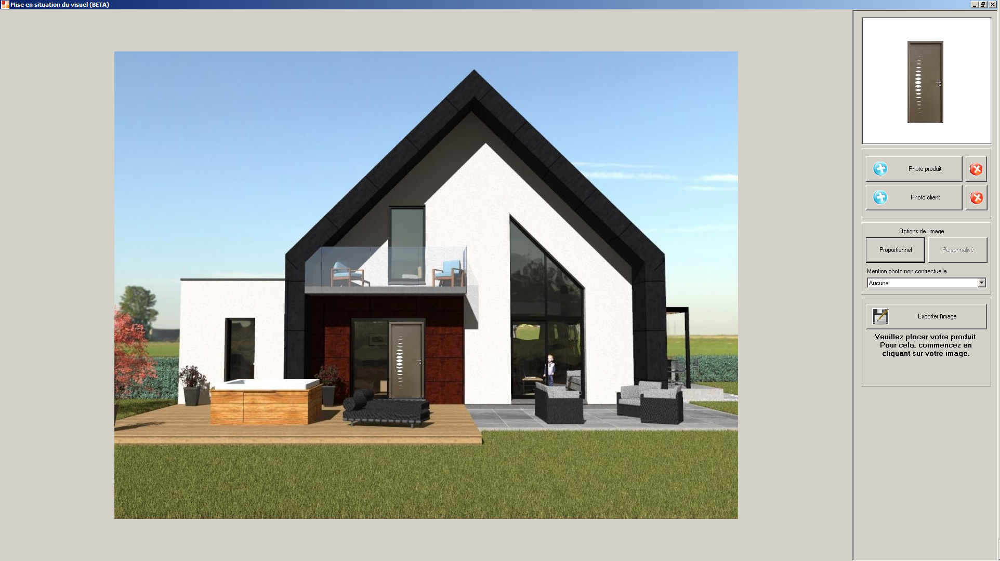 Mise en situation du visuel (BETA)
Photo produit
Photo client
Options de l'image
Proportionnel
Personnalisé
Mention photo non contractuelle
Aucune
Exporter l'image
Veuillez placer votre produit.
Pour cela, commencez en
cliquant sur votre image.